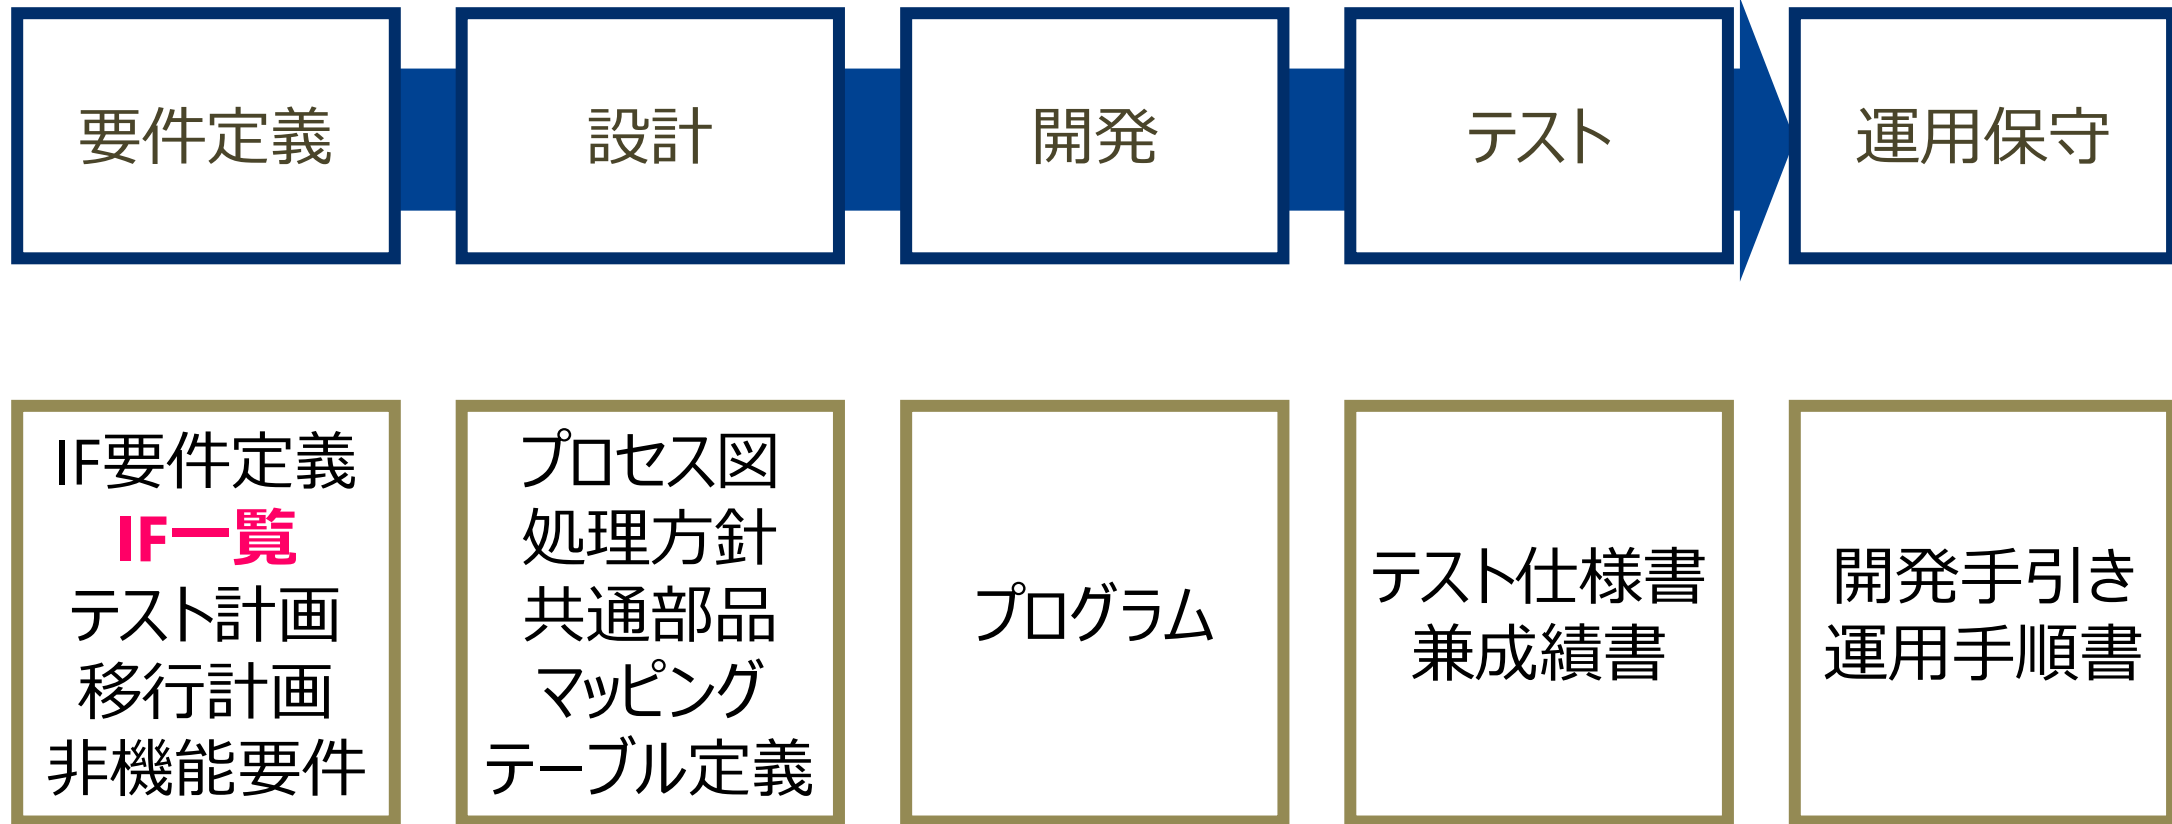 要件定義
設計
開発
テスト
運用保守
IF要件定義
IF一覧
テスト計画
移行計画
非機能要件
プロセス図
処理方針
共通部品
マッピング
テーブル定義
プログラム
テスト仕様書
兼成績書
開発手引き
運用手順書